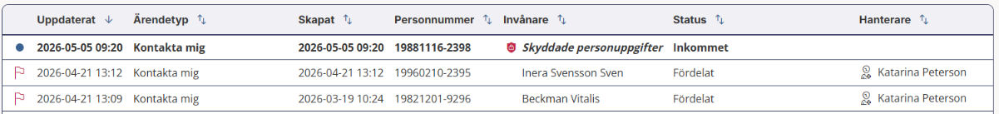 Uppdaterat Ärendetyp Skapat Personnummer Invånare Status Hanterare
2026-05-05 09:20 Kontakta mig 2026-05-05 09:20 19881116-2398 Skyddade personuppgifter Inkommet
2026-04-21 13:12 Kontakta mig 2026-04-21 13:12 19960210-2395 Inera Svensson Sven Fördelat Katarina Peterson
2026-04-21 13:09 Kontakta mig 2026-03-19 10:24 19821201-9296 Beckman Vitalis Fördelat Katarina Peterson